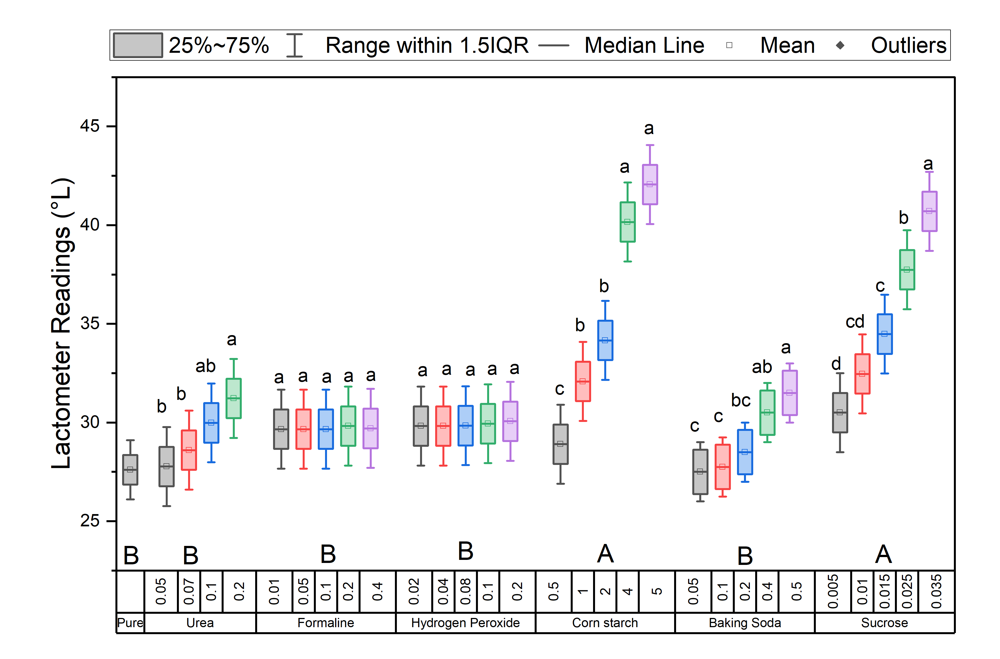 25%~75% Range within 1.5IQR Median Line Mean Outliers
Lactometer Readings (°L)
45
40
35
30
25
b b ab a
a a a a a
a a a a a
c b b a a
c c bc ab a
d cd c b a
B B B B A B A
0.05 0.07 0.1 0.2 0.01 0.05 0.1 0.2 0.4 0.02 0.04 0.08 0.1 0.2 0.5 1 2 4 5 0.05 0.1 0.2 0.4 0.5 0.005 0.01 0.015 0.025 0.035
Pure Urea Formaline Hydrogen Peroxide Corn starch Baking Soda Sucrose